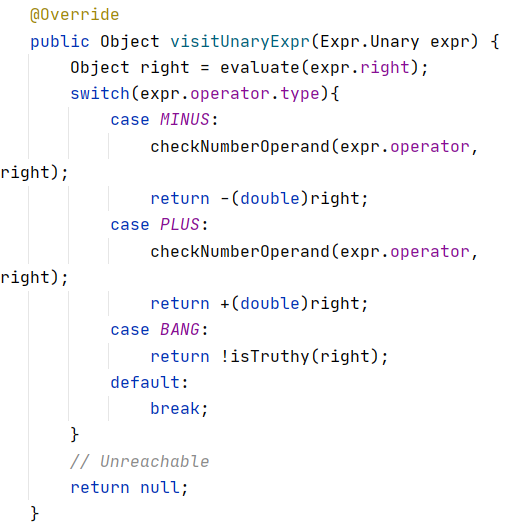 @Override
public Object visitUnaryExpr(Expr.Unary expr) {
Object right = evaluate(expr.right);
switch(expr.operator.type){
case MINUS:
checkNumberOperand(expr.operator,
right);
return -(double)right;
case PLUS:
checkNumberOperand(expr.operator,
right);
return +(double)right;
case BANG:
return !isTruthy(right);
default:
break;
}
// Unreachable
return null;
}